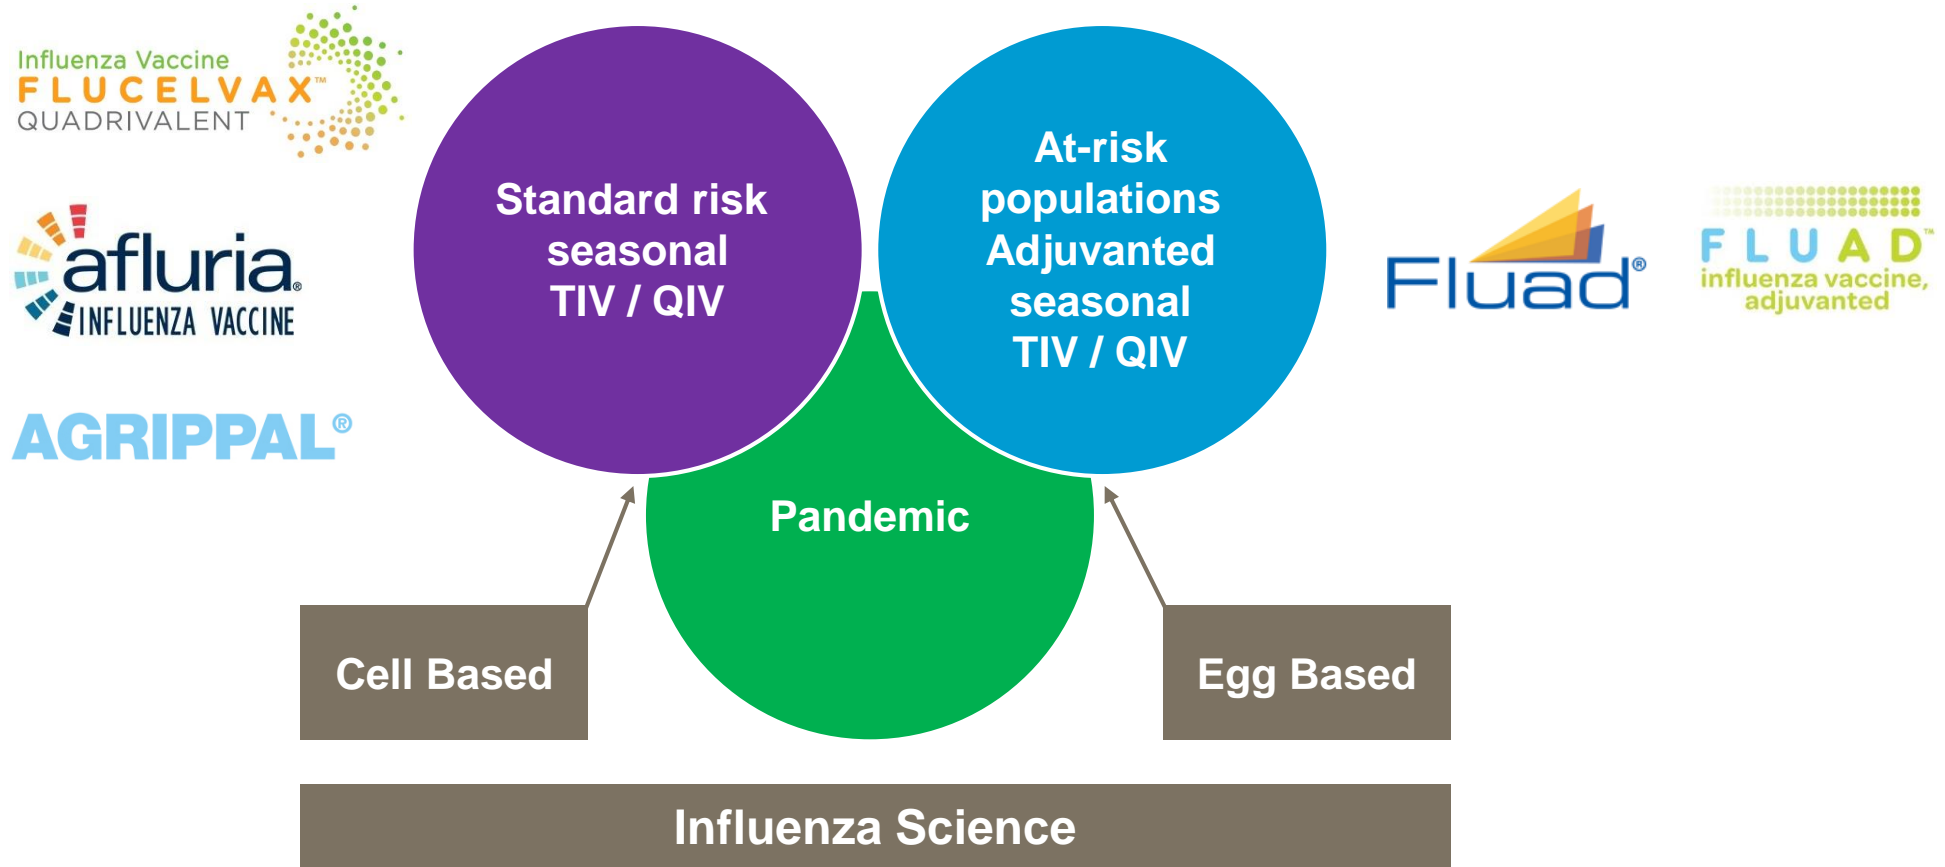 Influenza Vaccine
FLUCELVAX™
QUADRIVALENT
afluria®
INFLUENZA VACCINE
AGRIPPAL®
Standard risk
seasonal
TIV / QIV
At-risk
populations
Adjuvanted
seasonal
TIV / QIV
Pandemic
Fluad®
FLUAD™
influenza vaccine,
adjuvanted
Cell Based
Egg Based
Influenza Science